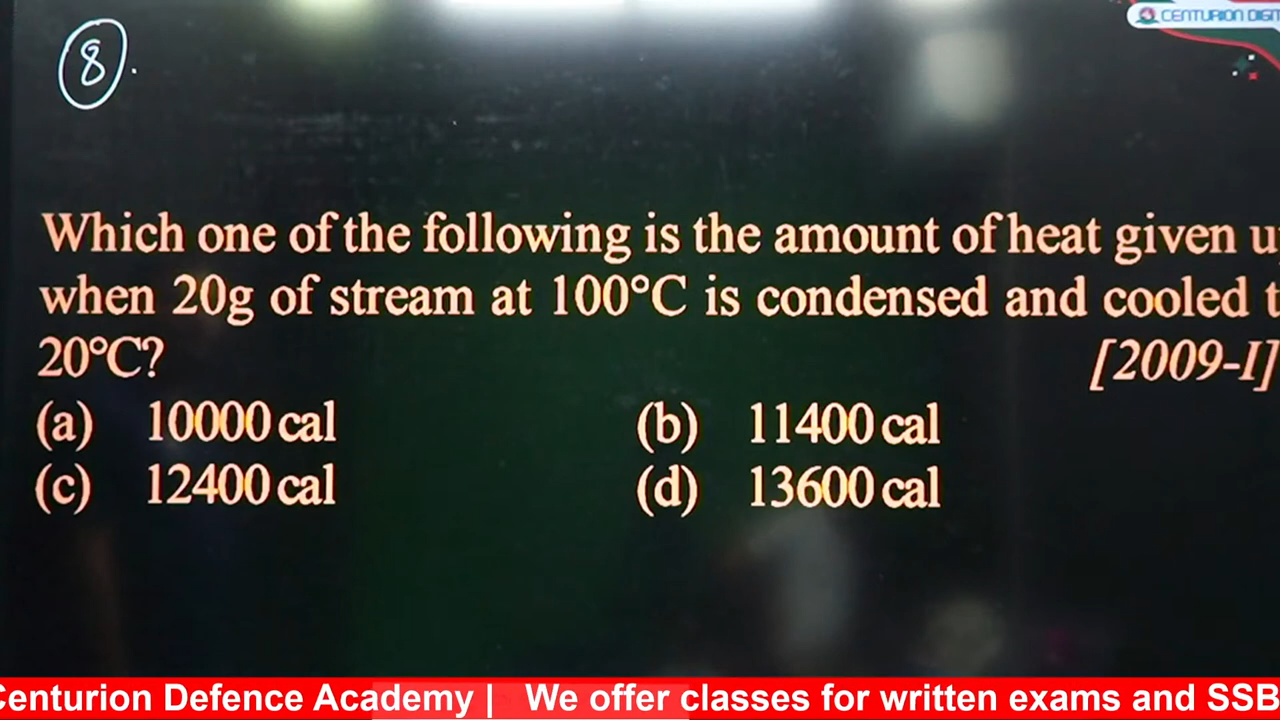 CENTURION DIGIT
8.
Which one of the following is the amount of heat given u
when 20g of stream at 100°C is condensed and cooled t
20°C? [2009-I]
(a) 10000 cal (b) 11400 cal
(c) 12400 cal (d) 13600 cal
Centurion Defence Academy | We offer classes for written exams and SSB